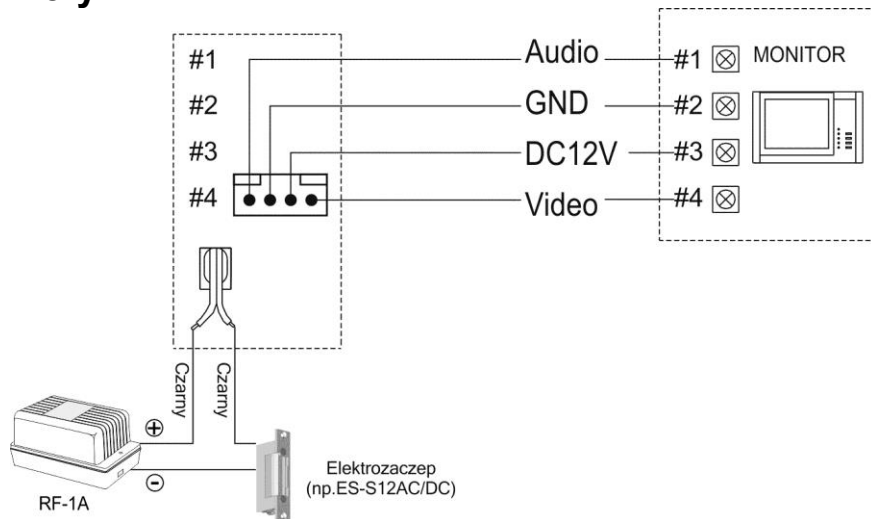 #1 Audio #1 MONITOR
#2 GND #2
#3 DC12V #3
#4 Video #4
Czarny Czarny
+
-
RF-1A
Elektrozaczep
(np.ES-S12AC/DC)